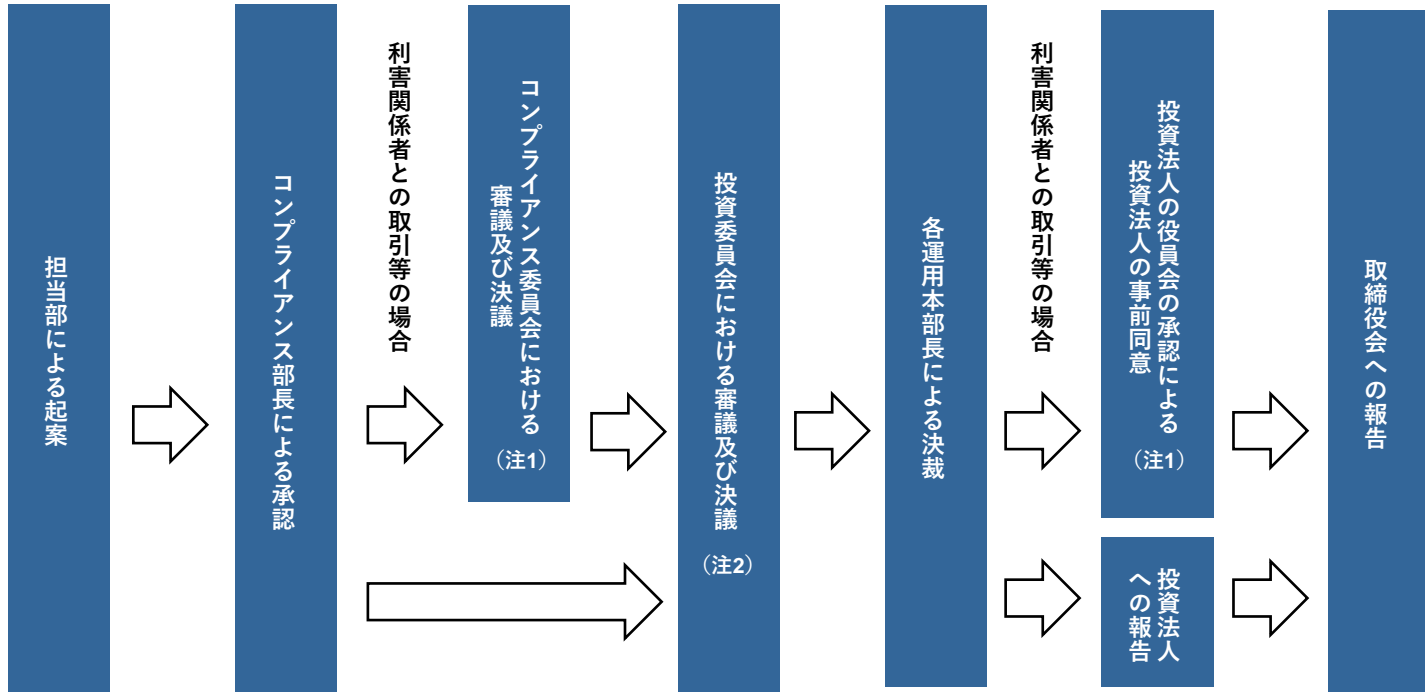 担当部による起案
コンプライアンス部長による承認
利害関係者との取引等の場合
コンプライアンス委員会における
審議及び決議
（注1）
投資委員会における審議及び決議
（注2）
各運用本部長による決裁
利害関係者との取引等の場合
投資法人の役員会の承認による
投資法人の事前同意
（注1）
投資法人
への報告
取締役会への報告